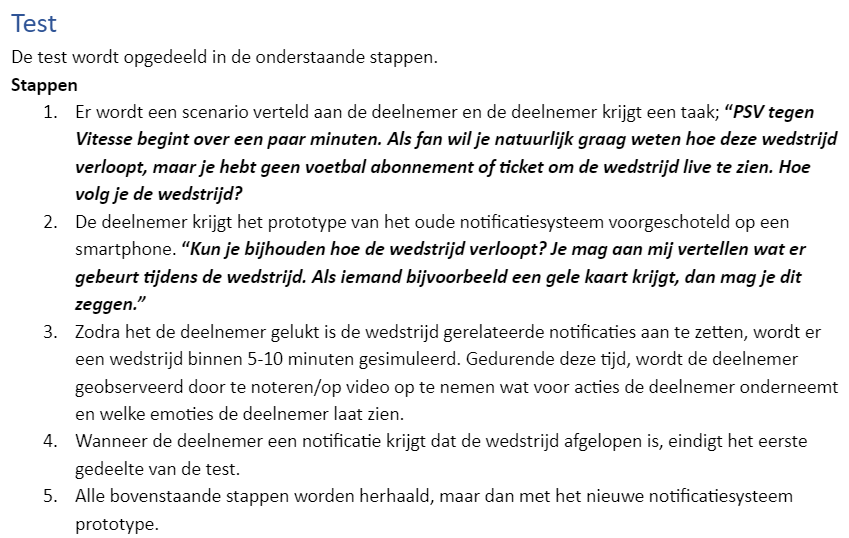 Test
De test wordt opgedeeld in de onderstaande stappen.
Stappen
1. Er wordt een scenario verteld aan de deelnemer en de deelnemer krijgt een taak; “PSV tegen
Vitesse begint over een paar minuten. Als fan wil je natuurlijk graag weten hoe deze wedstrijd
verloopt, maar je hebt geen voetbal abonnement of ticket om de wedstrijd live te zien. Hoe
volg je de wedstrijd?
2. De deelnemer krijgt het prototype van het oude notificatiesysteem voorgeschoteld op een
smartphone. “Kun je bijhouden hoe de wedstrijd verloopt? Je mag aan mij vertellen wat er
gebeurt tijdens de wedstrijd. Als iemand bijvoorbeeld een gele kaart krijgt, dan mag je dit
zeggen.”
3. Zodra het de deelnemer gelukt is de wedstrijd gerelateerde notificaties aan te zetten, wordt er
een wedstrijd binnen 5-10 minuten gesimuleerd. Gedurende deze tijd, wordt de deelnemer
geobserveerd door te noteren/op video op te nemen wat voor acties de deelnemer onderneemt
en welke emoties de deelnemer laat zien.
4. Wanneer de deelnemer een notificatie krijgt dat de wedstrijd afgelopen is, eindigt het eerste
gedeelte van de test.
5. Alle bovenstaande stappen worden herhaald, maar dan met het nieuwe notificatiesysteem
prototype.